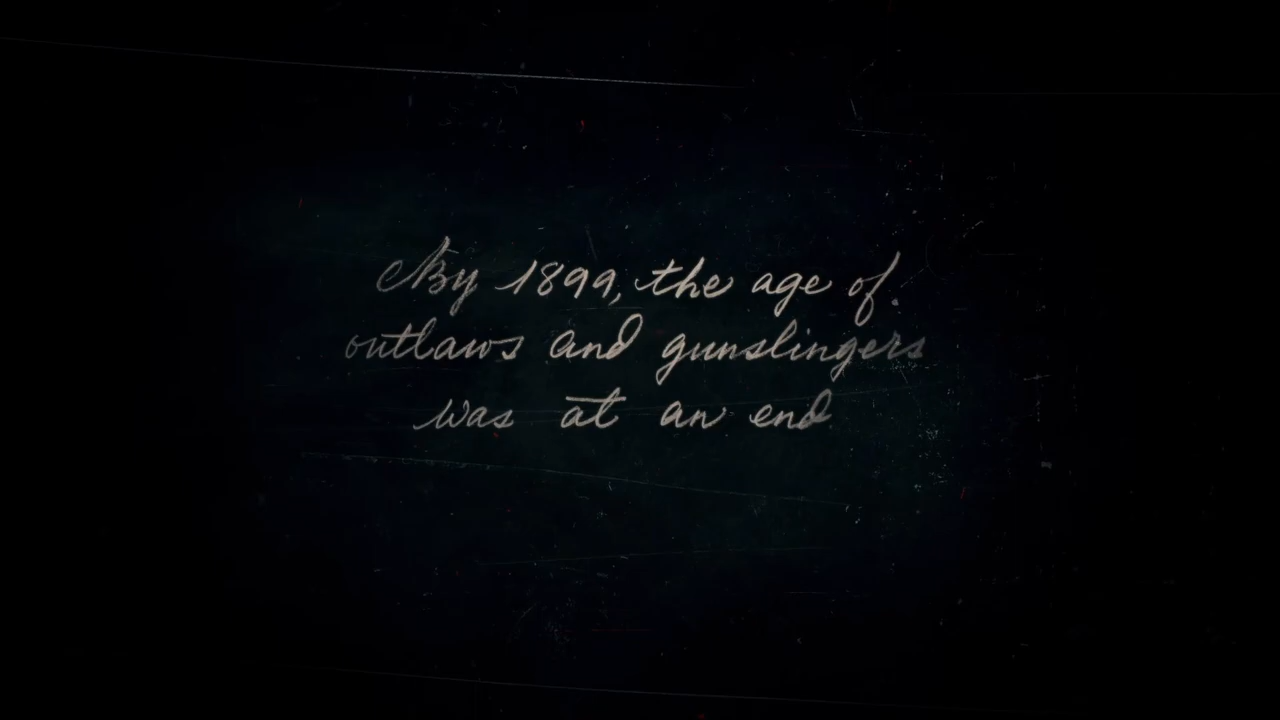 By 1899, the age of
outlaws and gunslingers
was at an end